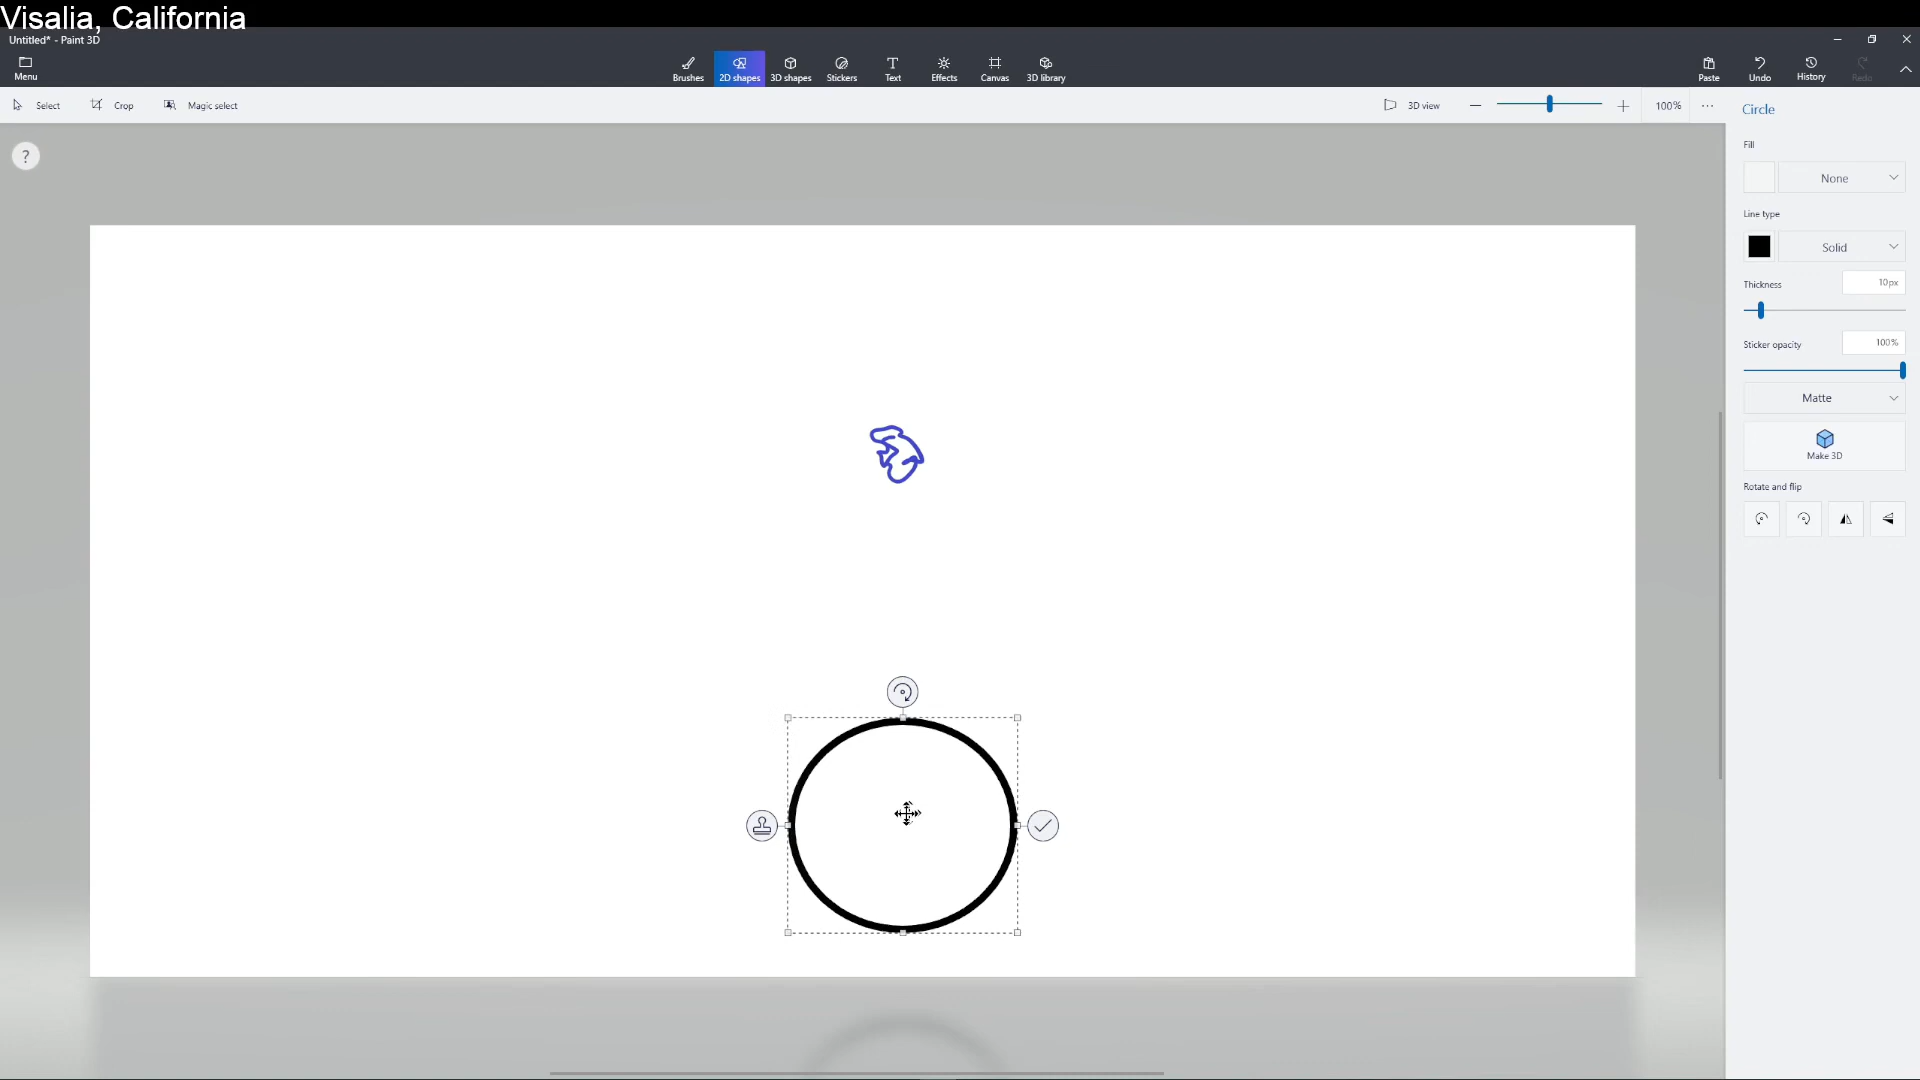 Visalia, California
Untitled* - Paint 3D
Menu
Brushes
2D shapes
3D shapes
Stickers
Text
Effects
Canvas
3D library
Paste
Undo
History
Redo
Select
Crop
Magic select
3D view
100%
Circle
?
Fill
None
Line type
Solid
Thickness
10px
Sticker opacity
100%
Matte
Make 3D
Rotate and flip